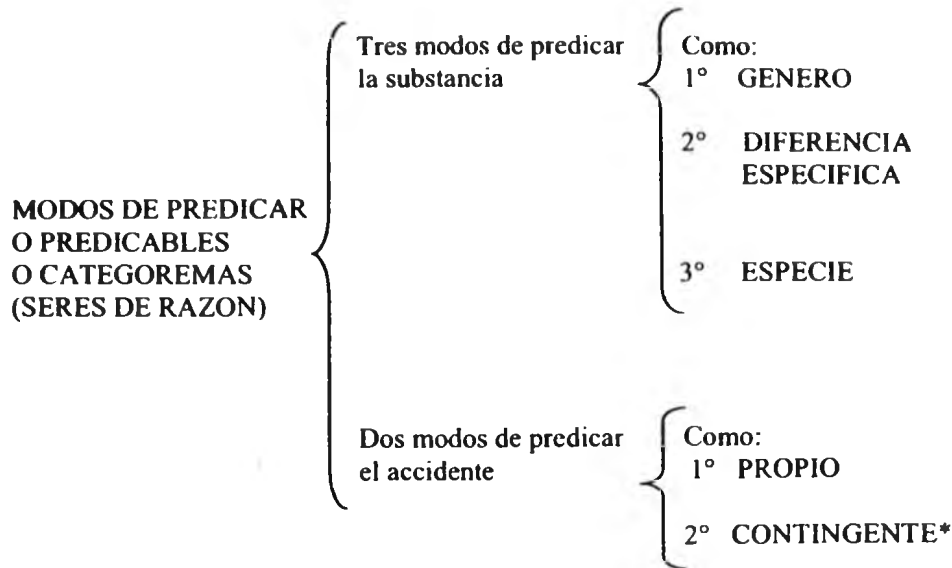 MODOS DE PREDICAR
O PREDICABLES
O CATEGOREMAS
(SERES DE RAZON)
Tres modos de predicar
la substancia
Como:
1° GENERO
2° DIFERENCIA
ESPECIFICA
3° ESPECIE
Dos modos de predicar
el accidente
Como:
1° PROPIO
2° CONTINGENTE*